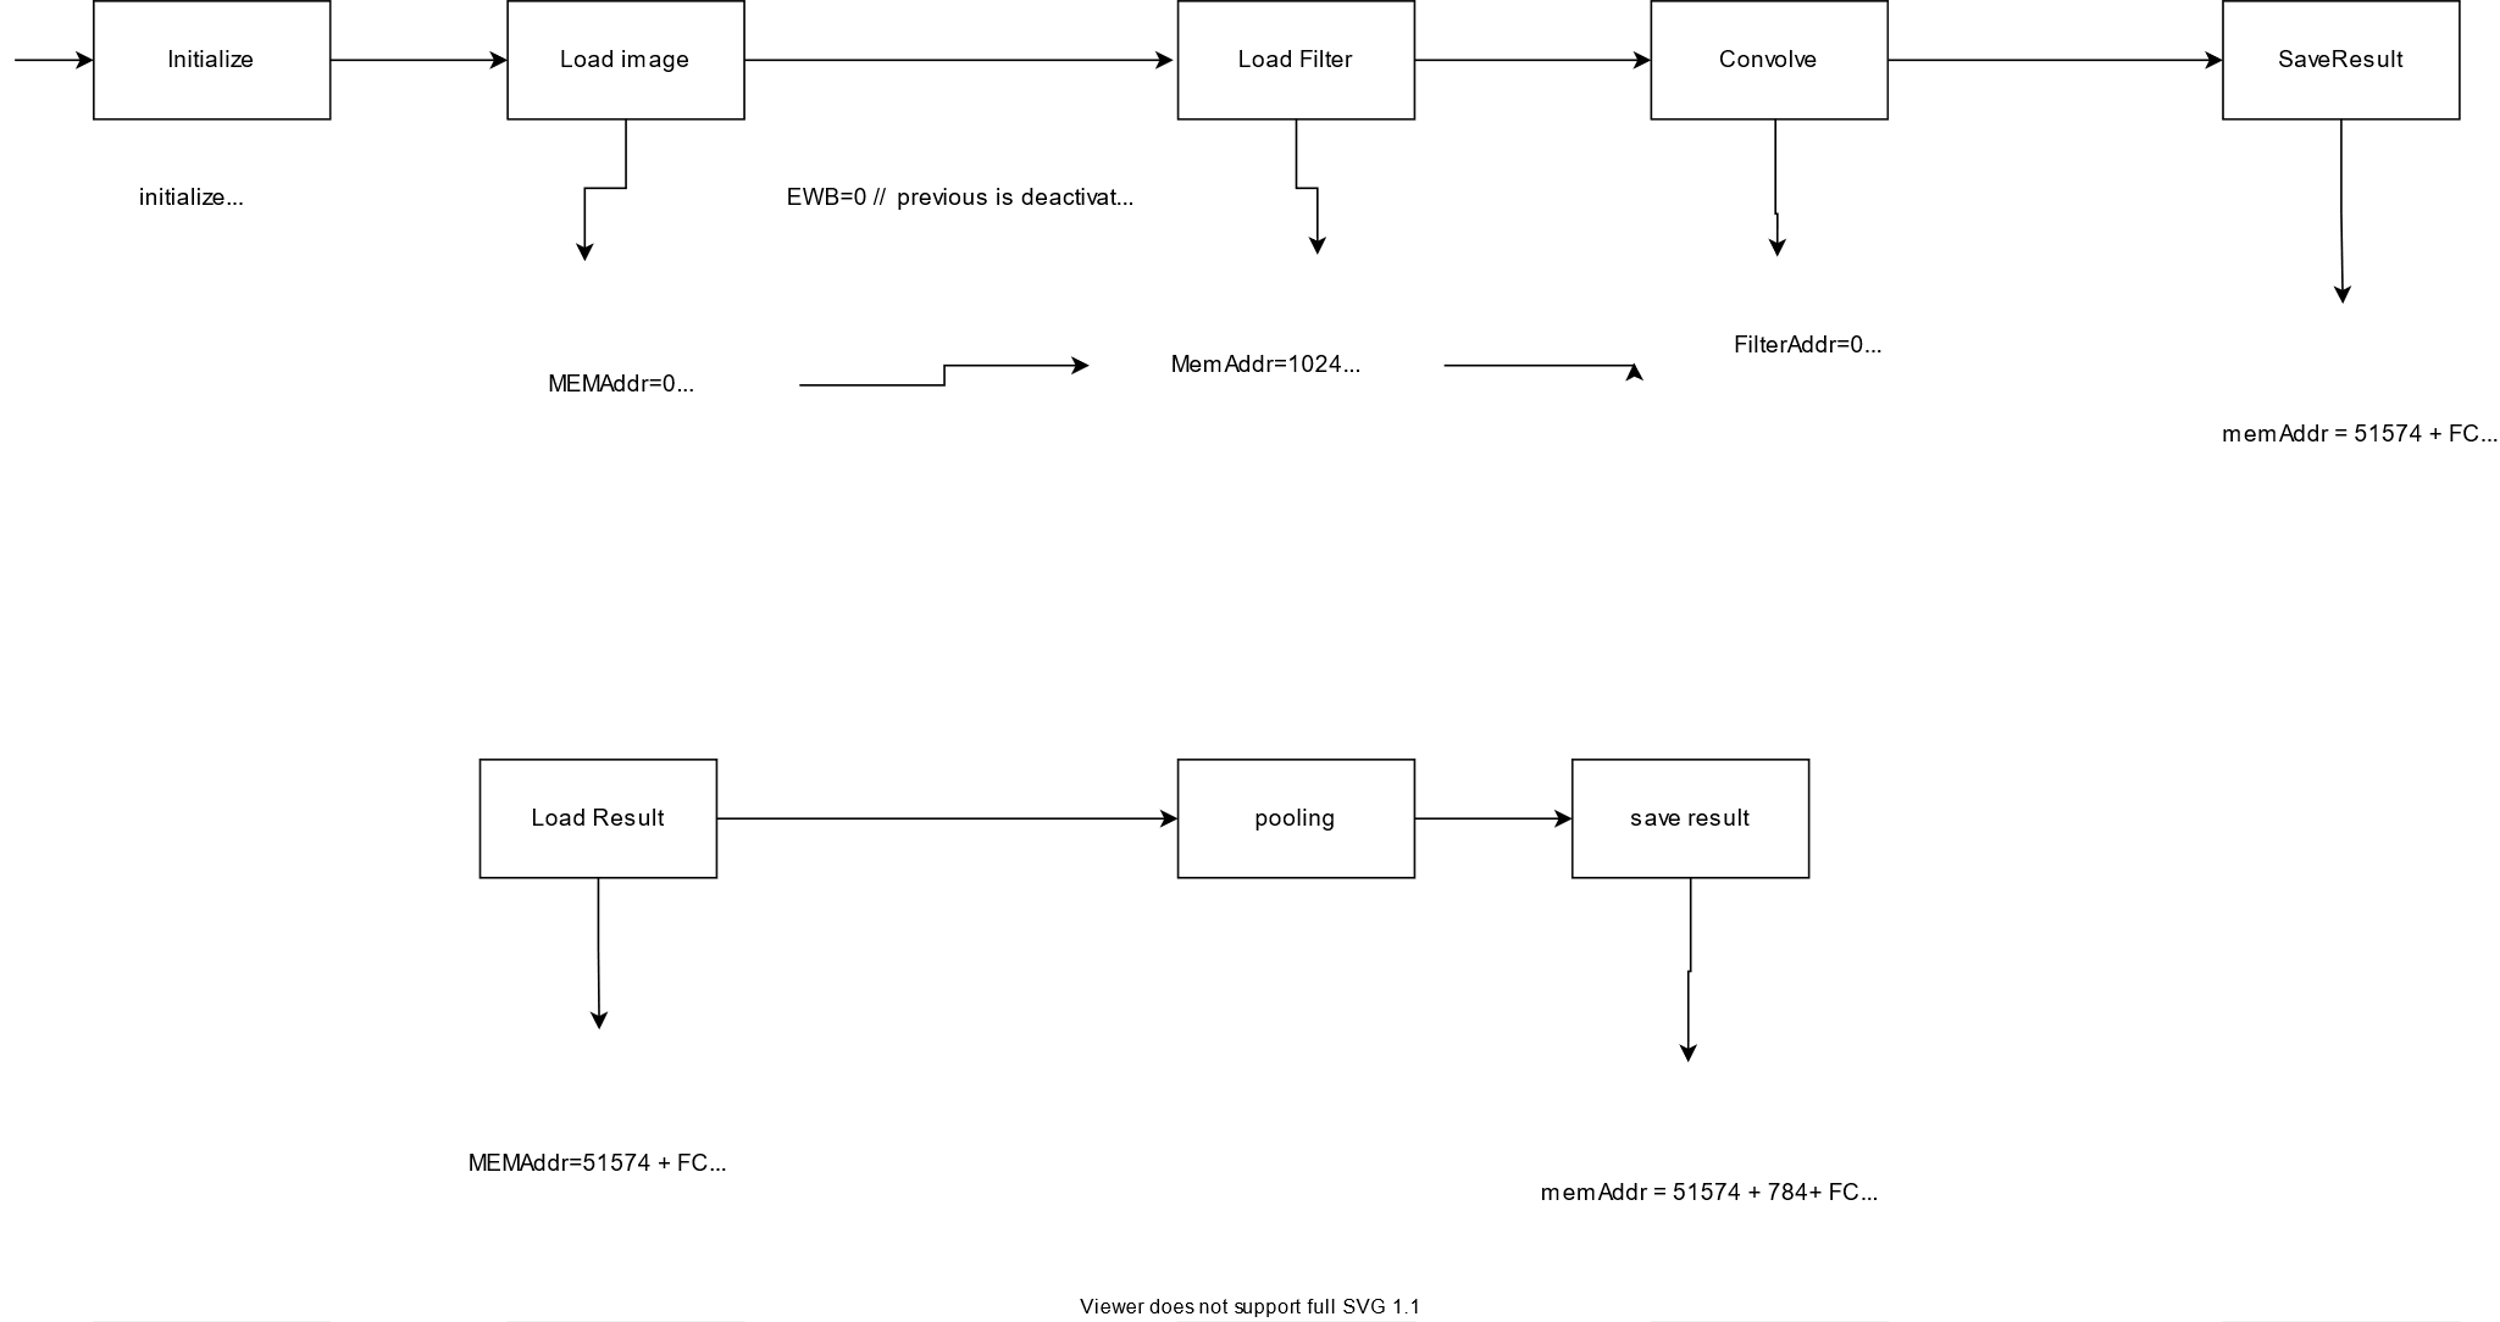 Initialize
Load image
Load Filter
Convolve
SaveResult
initialize...
EWB=0 // previous is deactivat...
FilterAddr=0...
MemAddr=1024...
MEMAddr=0...
memAddr = 51574 + FC...
Load Result
pooling
save result
MEMAddr=51574 + FC...
memAddr = 51574 + 784+ FC...
Viewer does not support full SVG 1.1